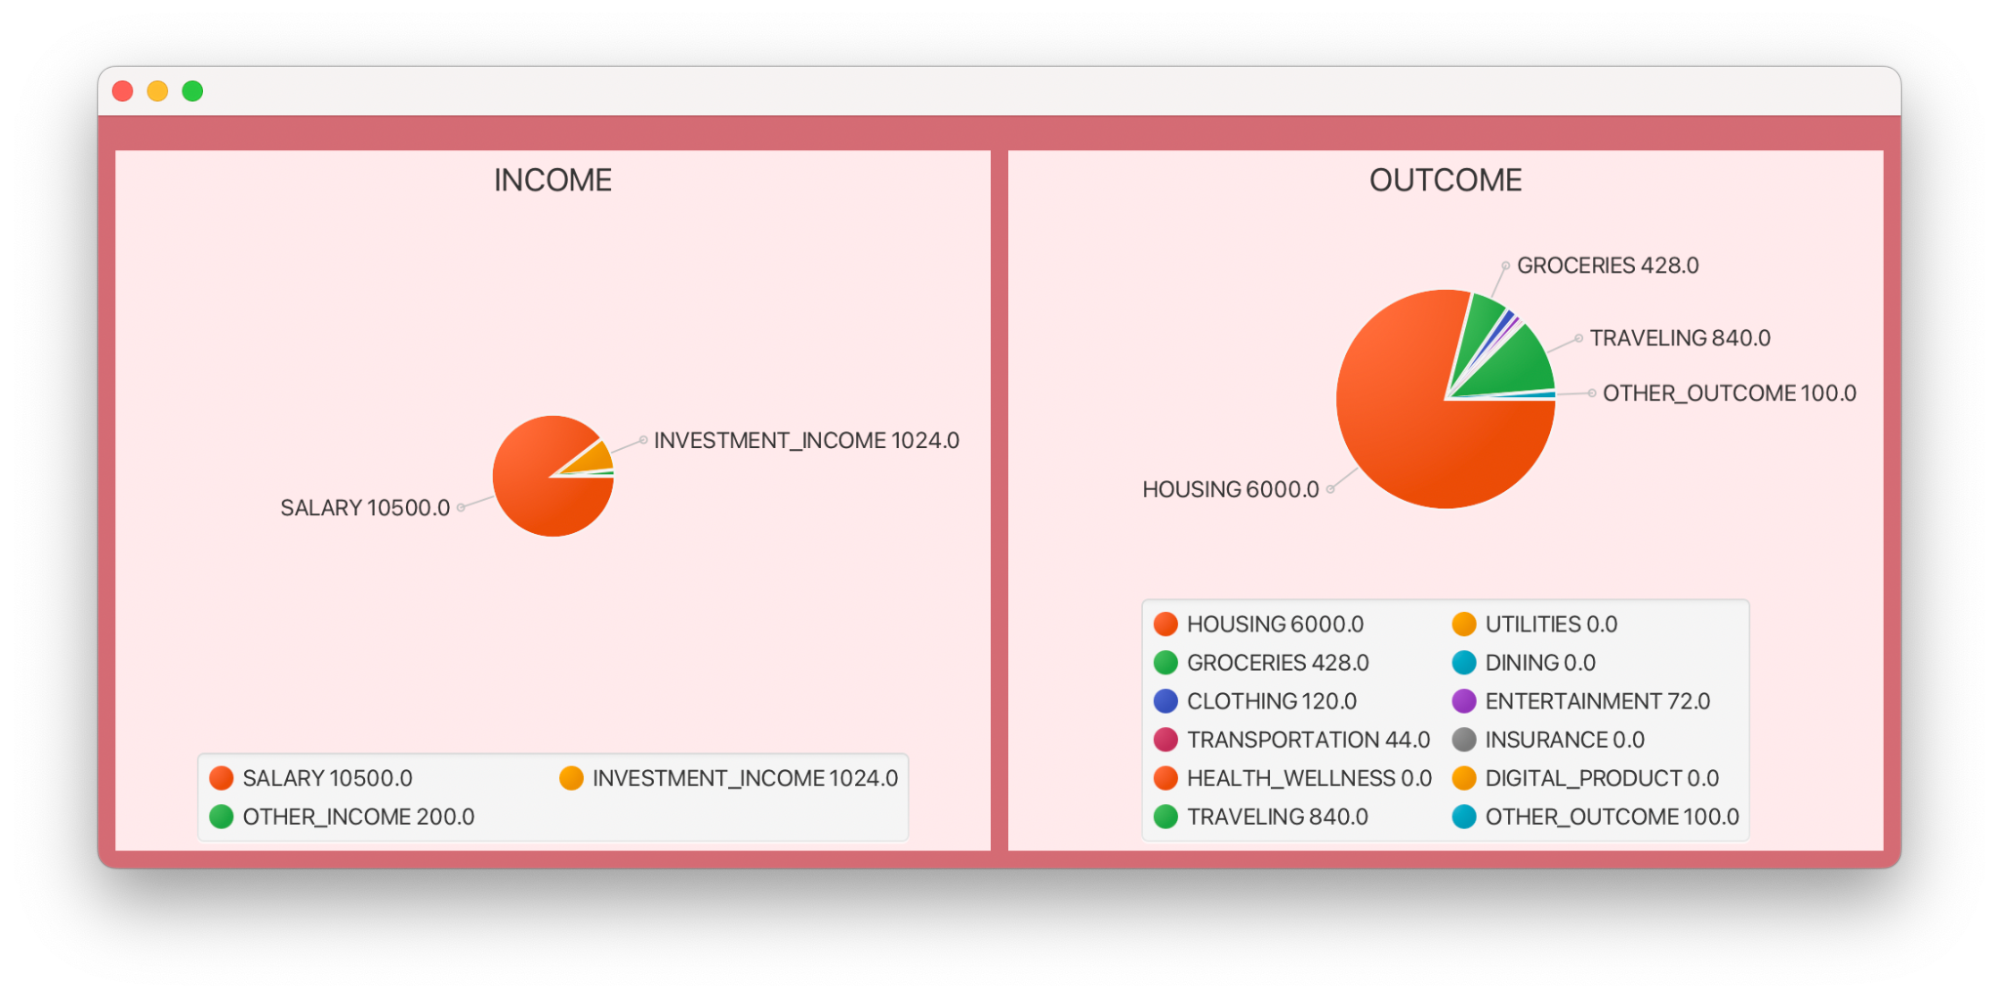 INCOME
INVESTMENT_INCOME 1024.0
SALARY 10500.0
SALARY 10500.0
INVESTMENT_INCOME 1024.0
OTHER_INCOME 200.0
OUTCOME
GROCERIES 428.0
TRAVELING 840.0
OTHER_OUTCOME 100.0
HOUSING 6000.0
HOUSING 6000.0
UTILITIES 0.0
GROCERIES 428.0
DINING 0.0
CLOTHING 120.0
ENTERTAINMENT 72.0
TRANSPORTATION 44.0
INSURANCE 0.0
HEALTH_WELLNESS 0.0
DIGITAL_PRODUCT 0.0
TRAVELING 840.0
OTHER_OUTCOME 100.0